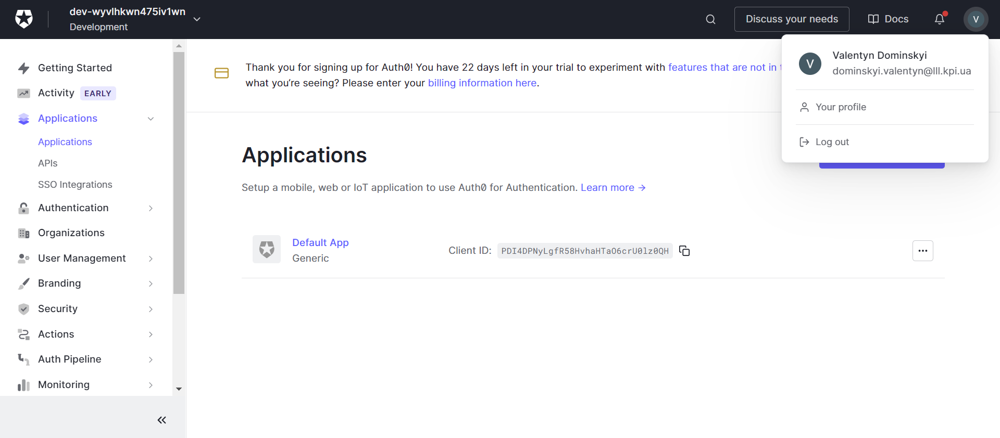 dev-wyvlhkwn475iv1wn
Development
Discuss your needs
Docs
V
Valentyn Dominskyi
dominskyi.valentyn@lll.kpi.ua
V
Your profile
Log out
Getting Started
Activity EARLY
Applications
Applications
APIs
SSO Integrations
Authentication
Organizations
User Management
Branding
Security
Actions
Auth Pipeline
Monitoring
Thank you for signing up for Auth0! You have 22 days left in your trial to experiment with features that are not in
what you’re seeing? Please enter your billing information here.
Applications
Setup a mobile, web or IoT application to use Auth0 for Authentication. Learn more →
Default App
Generic
Client ID: PDI4DPNyLgfR58HvhaHTaO6crU0lz0QH